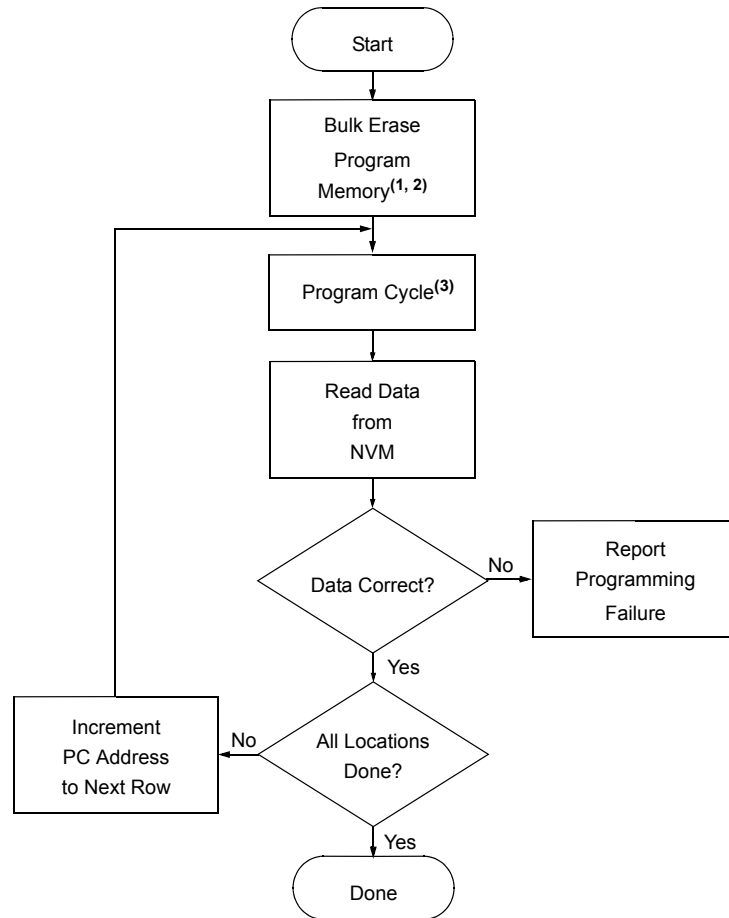 Start
Bulk Erase
Program
Memory(1, 2)
Program Cycle(3)
Read Data
from
NVM
Data Correct?
No
Report
Programming
Failure
Yes
All Locations
Done?
No
Increment
PC Address
to Next Row
Yes
Done